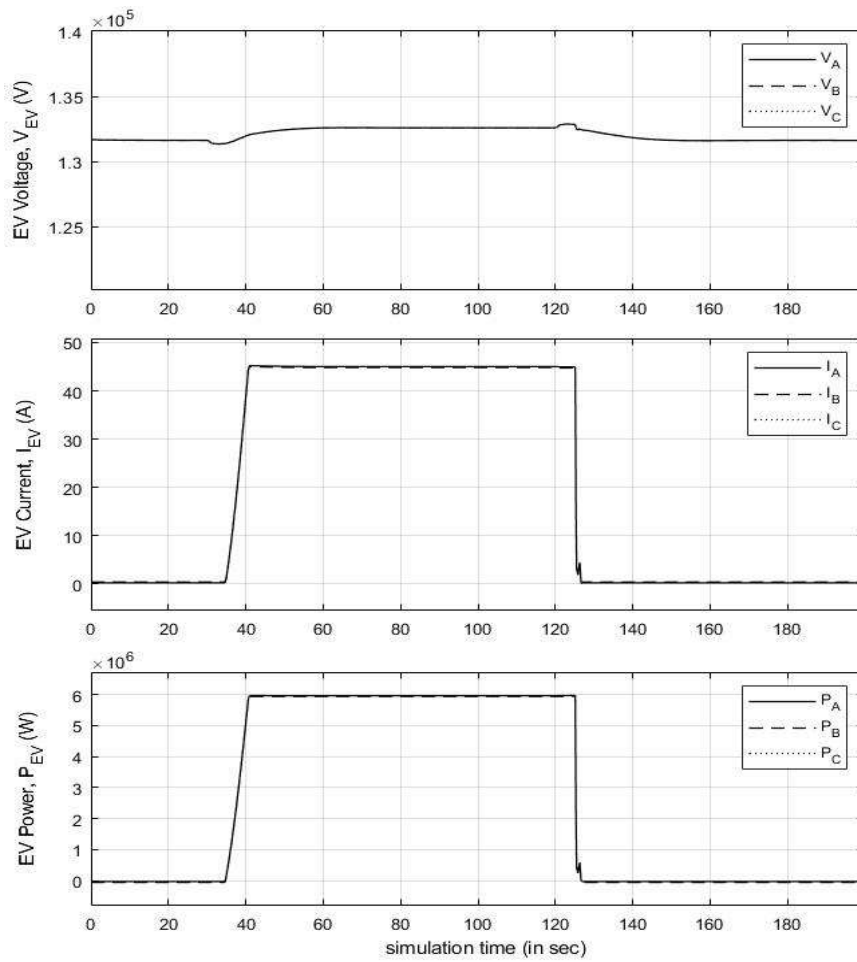 × 10^5
1.4
1.35
1.3
1.25
EV Voltage, V_EV (V)
V_A
V_B
V_C
0 20 40 60 80 100 120 140 160 180
50
40
30
20
10
0
EV Current, I_EV (A)
I_A
I_B
I_C
0 20 40 60 80 100 120 140 160 180
× 10^6
6
5
4
3
2
1
0
EV Power, P_EV (W)
P_A
P_B
P_C
0 20 40 60 80 100 120 140 160 180
simulation time (in sec)